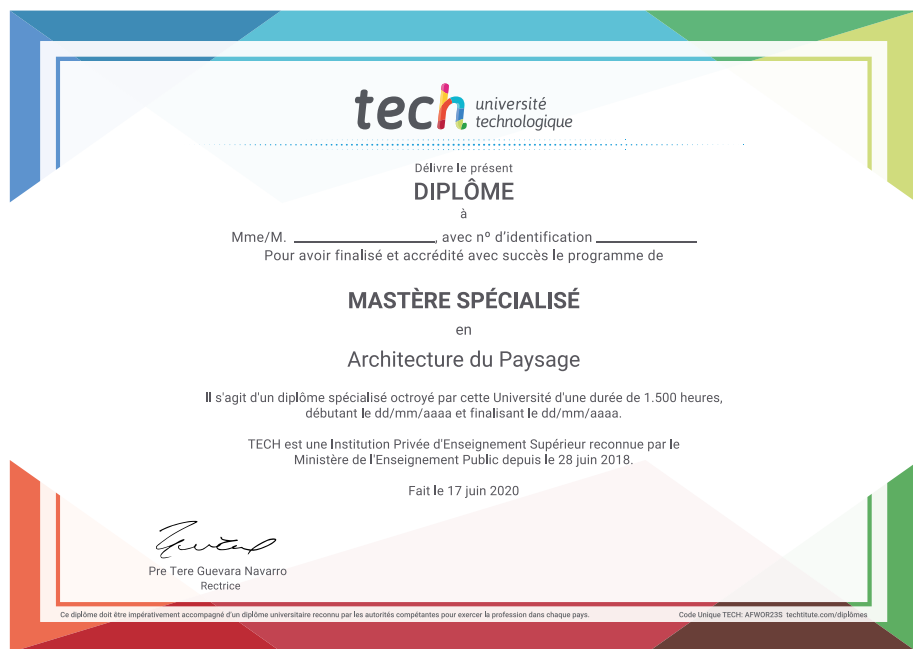 tech université
technologique
Délivre le présent
DIPLÔME
à
Mme/M. ____________, avec nº d'identification ____________
Pour avoir finalisé et accrédité avec succès le programme de
MASTÈRE SPÉCIALISÉ
en
Architecture du Paysage
Il s'agit d'un diplôme spécialisé octroyé par cette Université d'une durée de 1.500 heures,
débutant le dd/mm/aaaa et finalisant le dd/mm/aaaa.
TECH est une Institution Privée d'Enseignement Supérieur reconnue par le
Ministère de l'Enseignement Public depuis le 28 juin 2018.
Fait le 17 juin 2020
Pre Tere Guevara Navarro
Rectrice
Ce diplôme doit être impérativement accompagné d'un diplôme universitaire reconnu par les autorités compétantes pour exercer la profession dans chaque pays.
Code Unique TECH: AFWOR23S techtitute.com/diplômes